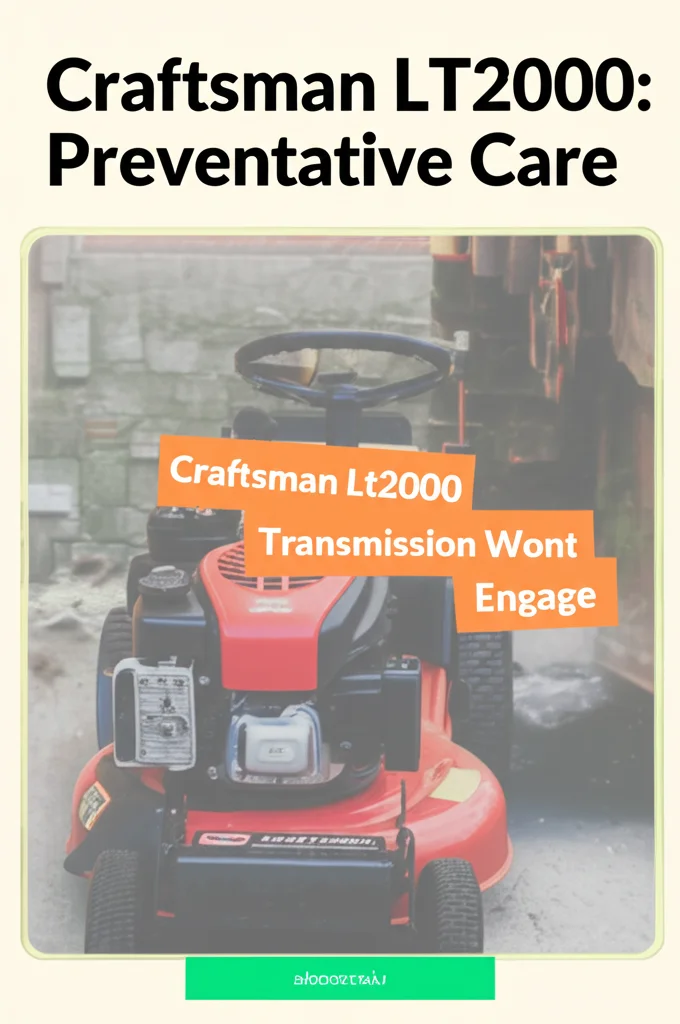 Craftsman LT2000:
Preventative Care
Craftsman Lt2000
Transmission Wont
Engage